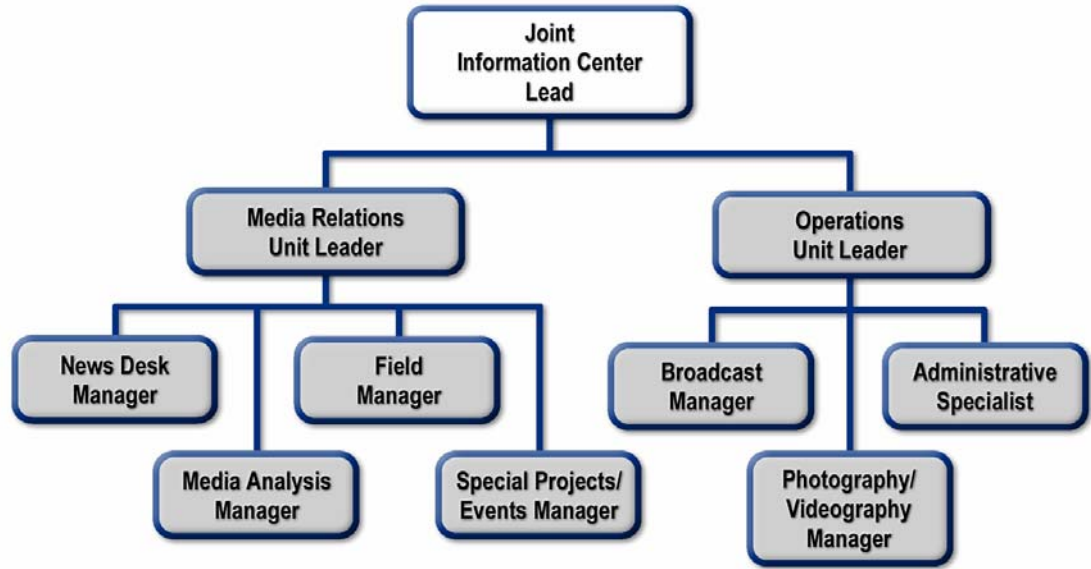 Joint
Information Center
Lead
Media Relations
Unit Leader
Operations
Unit Leader
News Desk
Manager
Field
Manager
Broadcast
Manager
Administrative
Specialist
Media Analysis
Manager
Special Projects/
Events Manager
Photography/
Videography
Manager